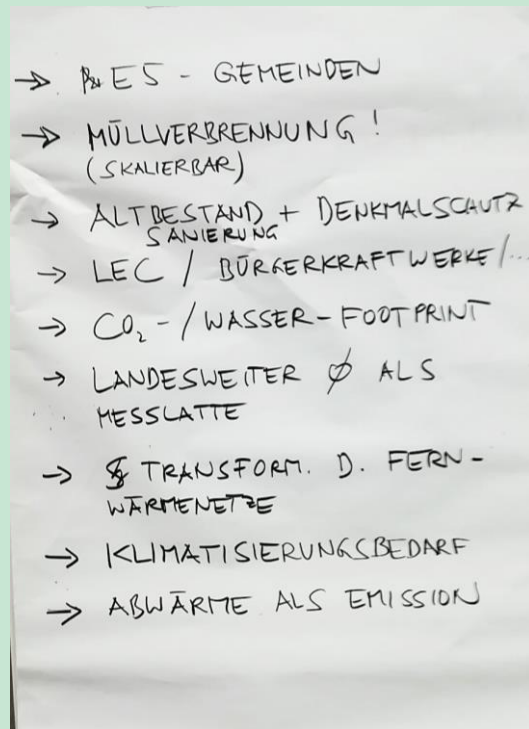 → E5 - GEMEINDEN
→ MÜLLVERBRENNUNG!
(SKALIERBAR)
→ ALTBESTAND + DENKMALSCHUTZ
SANIERUNG
→ LEC / BÜRGERKRAFTWERKE/...
→ CO₂-/WASSER-FOOTPRINT
→ LANDESWEITER Ø ALS
MESSLATTE
→ TRANSFORM. D. FERN-
WÄRMENETZE
→ KLIMATISIERUNGSBEDARF
→ ABWÄRME ALS EMISSION